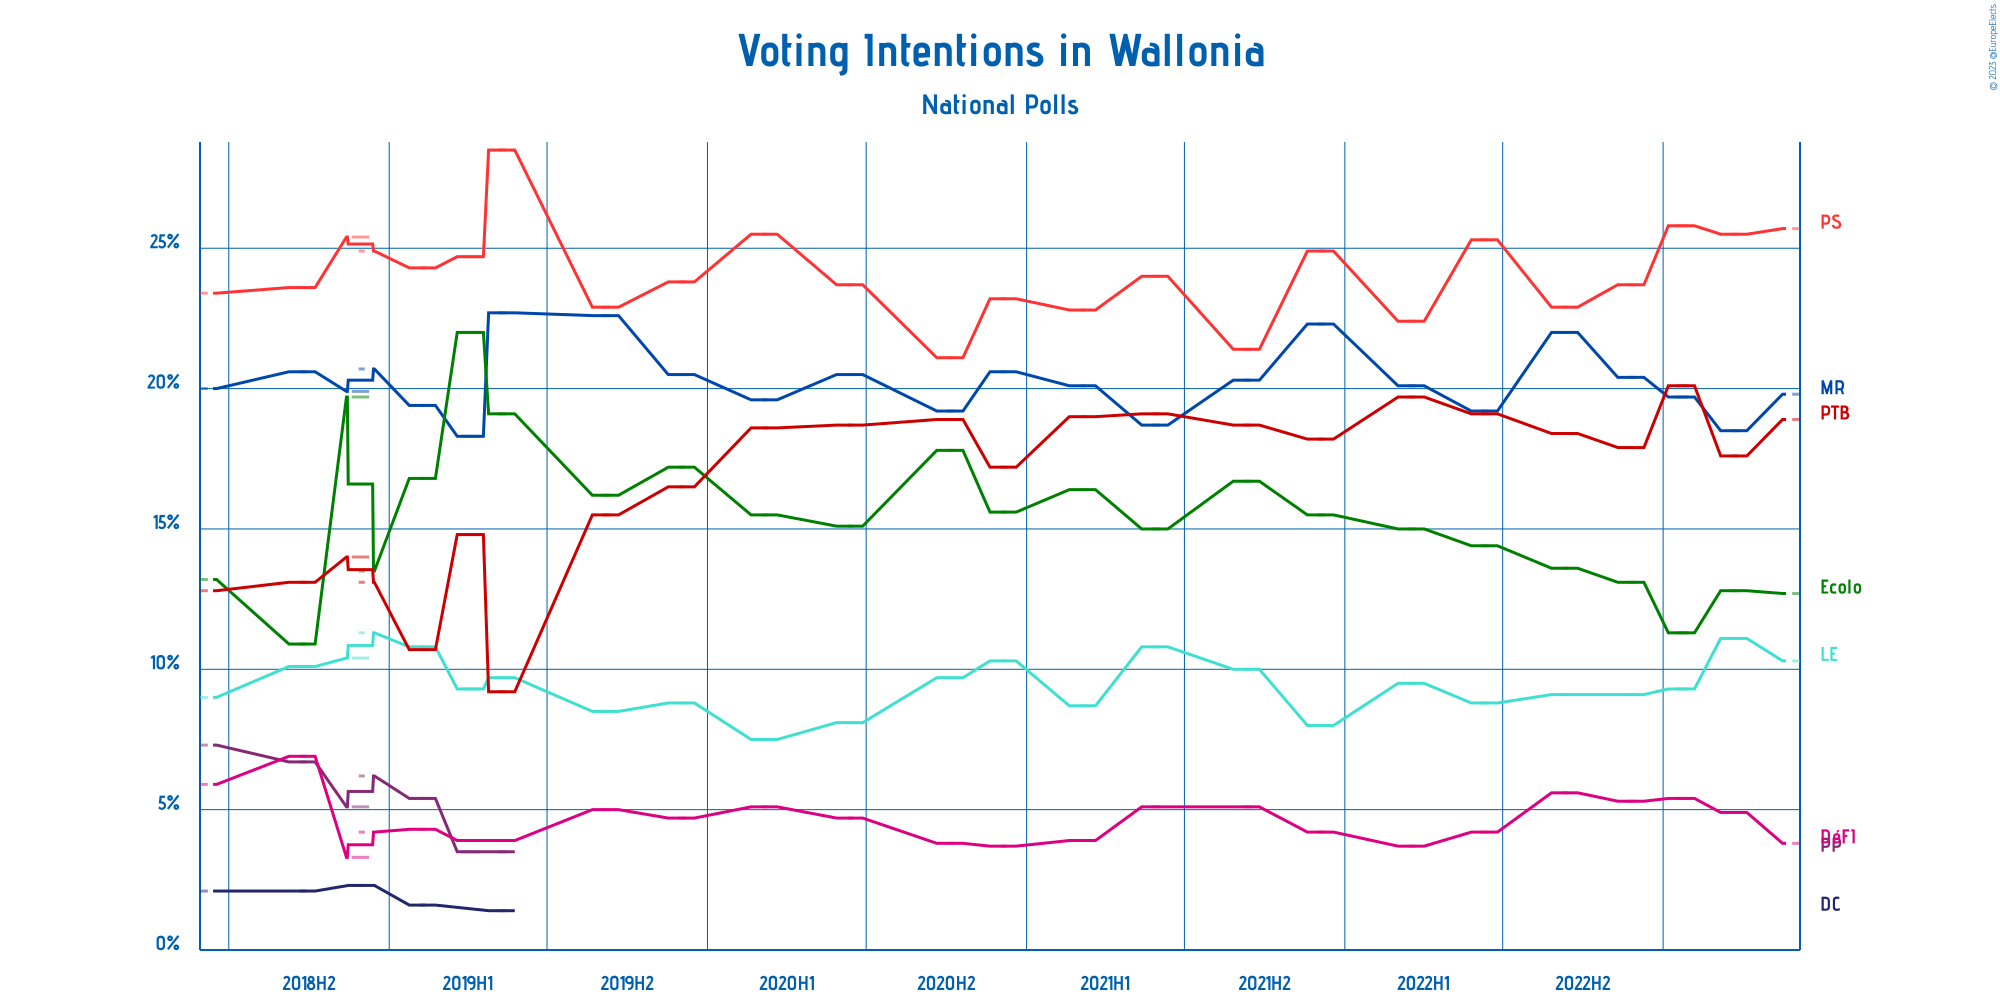 © 2023 @EuropeElects
Voting Intentions in Wallonia
National Polls
25%
20%
15%
10%
5%
0%
PS
MR
PTB
Ecolo
LE
DéFI
PP
DC
2018H2
2019H1
2019H2
2020H1
2020H2
2021H1
2021H2
2022H1
2022H2